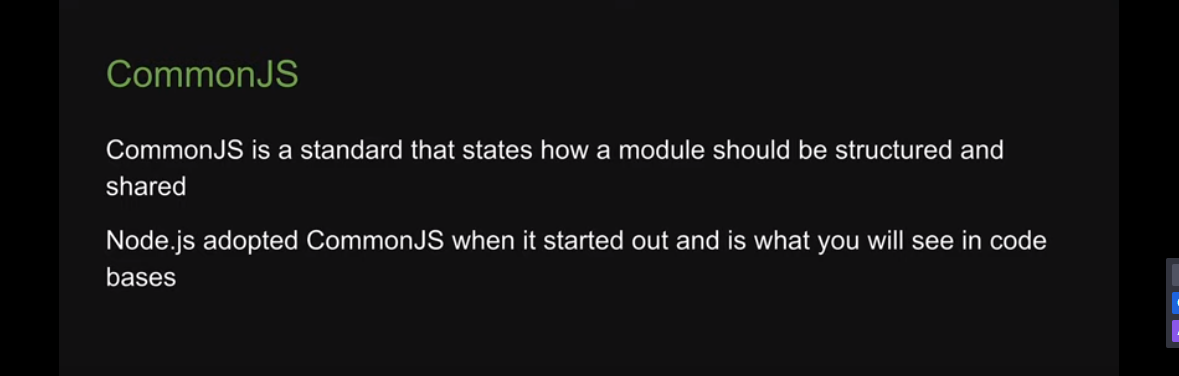 CommonJS
CommonJS is a standard that states how a module should be structured and
shared
Node.js adopted CommonJS when it started out and is what you will see in code
bases